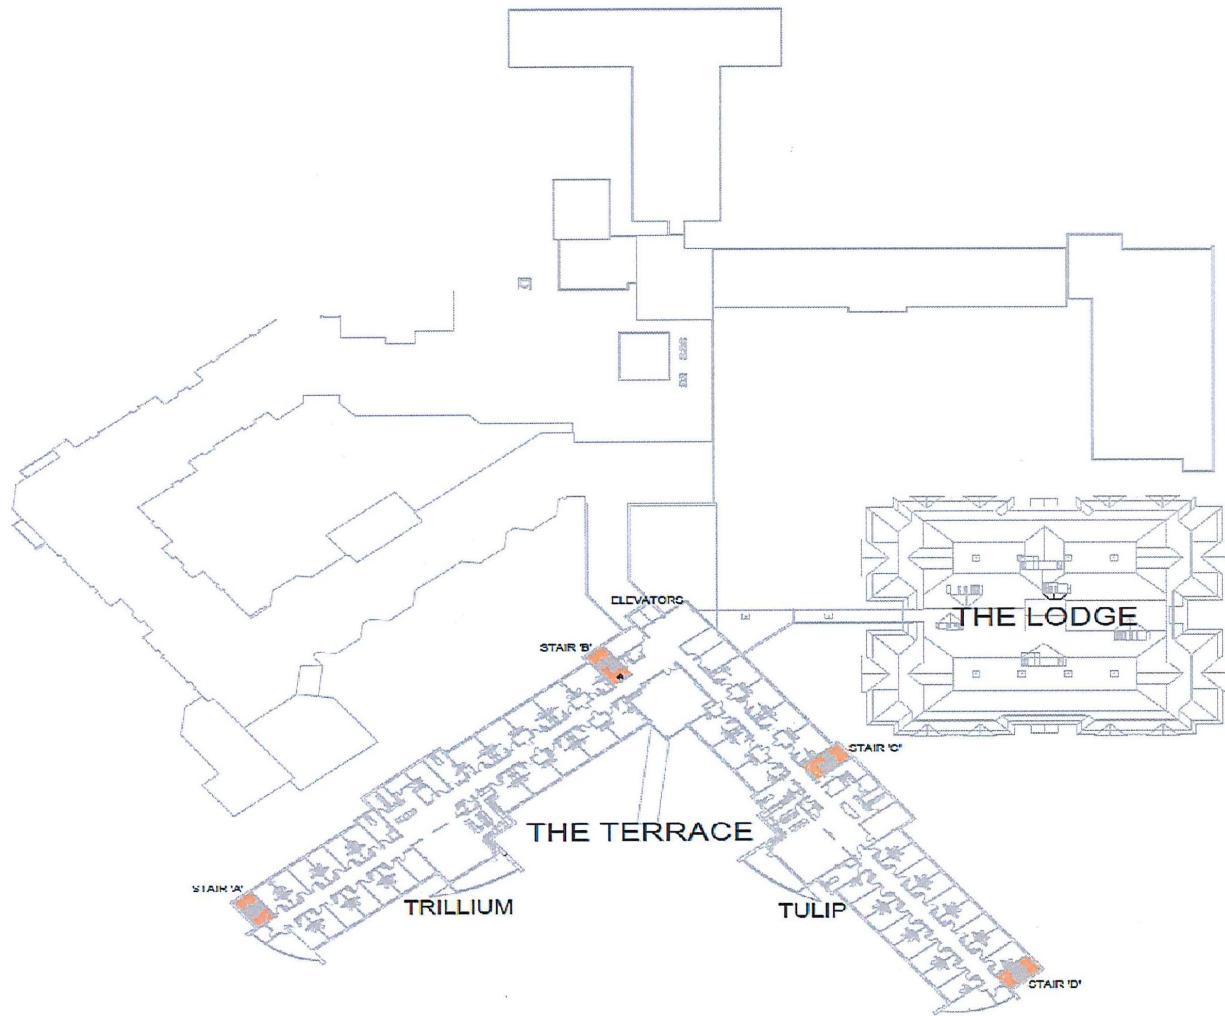 ELEVATORS
THE LODGE
STAIR 'B'
STAIR 'C'
THE TERRACE
STAIR 'A'
TRILLIUM
TULIP
STAIR 'D'